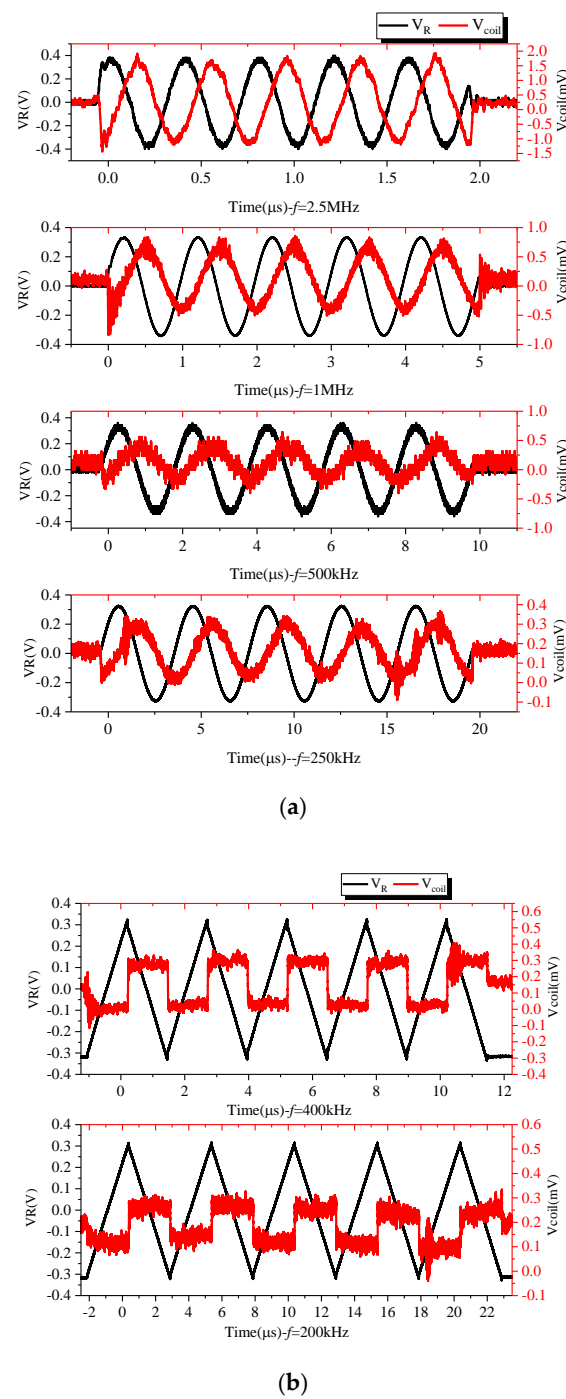 V_R V_coil
0.4
0.2
0.0
-0.2
-0.4
VR(V)
2.0
1.5
1.0
0.5
0.0
-0.5
-1.0
-1.5
Vcoil(mV)
0.0 0.5 1.0 1.5 2.0
Time(μs)-f=2.5MHz
0.4
0.2
0.0
-0.2
-0.4
VR(V)
1.0
0.5
0.0
-0.5
-1.0
Vcoil(mV)
0 1 2 3 4 5
Time(μs)-f=1MHz
0.4
0.2
0.0
-0.2
-0.4
VR(V)
1.0
0.5
0.0
-0.5
-1.0
Vcoil(mV)
0 2 4 6 8 10
Time(μs)-f=500kHz
0.4
0.2
0.0
-0.2
-0.4
VR(V)
0.4
0.3
0.2
0.1
0.0
-0.1
Vcoil(mV)
0 5 10 15 20
Time(μs)--f=250kHz
(a)
V_R V_coil
0.4
0.3
0.2
0.1
0.0
-0.1
-0.2
-0.3
-0.4
VR(V)
0.6
0.5
0.4
0.3
0.2
0.1
0.0
-0.1
-0.2
-0.3
-0.4
Vcoil(mV)
0 2 4 6 8 10 12
Time(μs)-f=400kHz
0.4
0.3
0.2
0.1
0.0
-0.1
-0.2
-0.3
-0.4
VR(V)
0.6
0.5
0.4
0.3
0.2
0.1
0.0
-0.1
Vcoil(mV)
-2 0 2 4 6 8 10 12 14 16 18 20 22
Time(μs)-f=200kHz
(b)